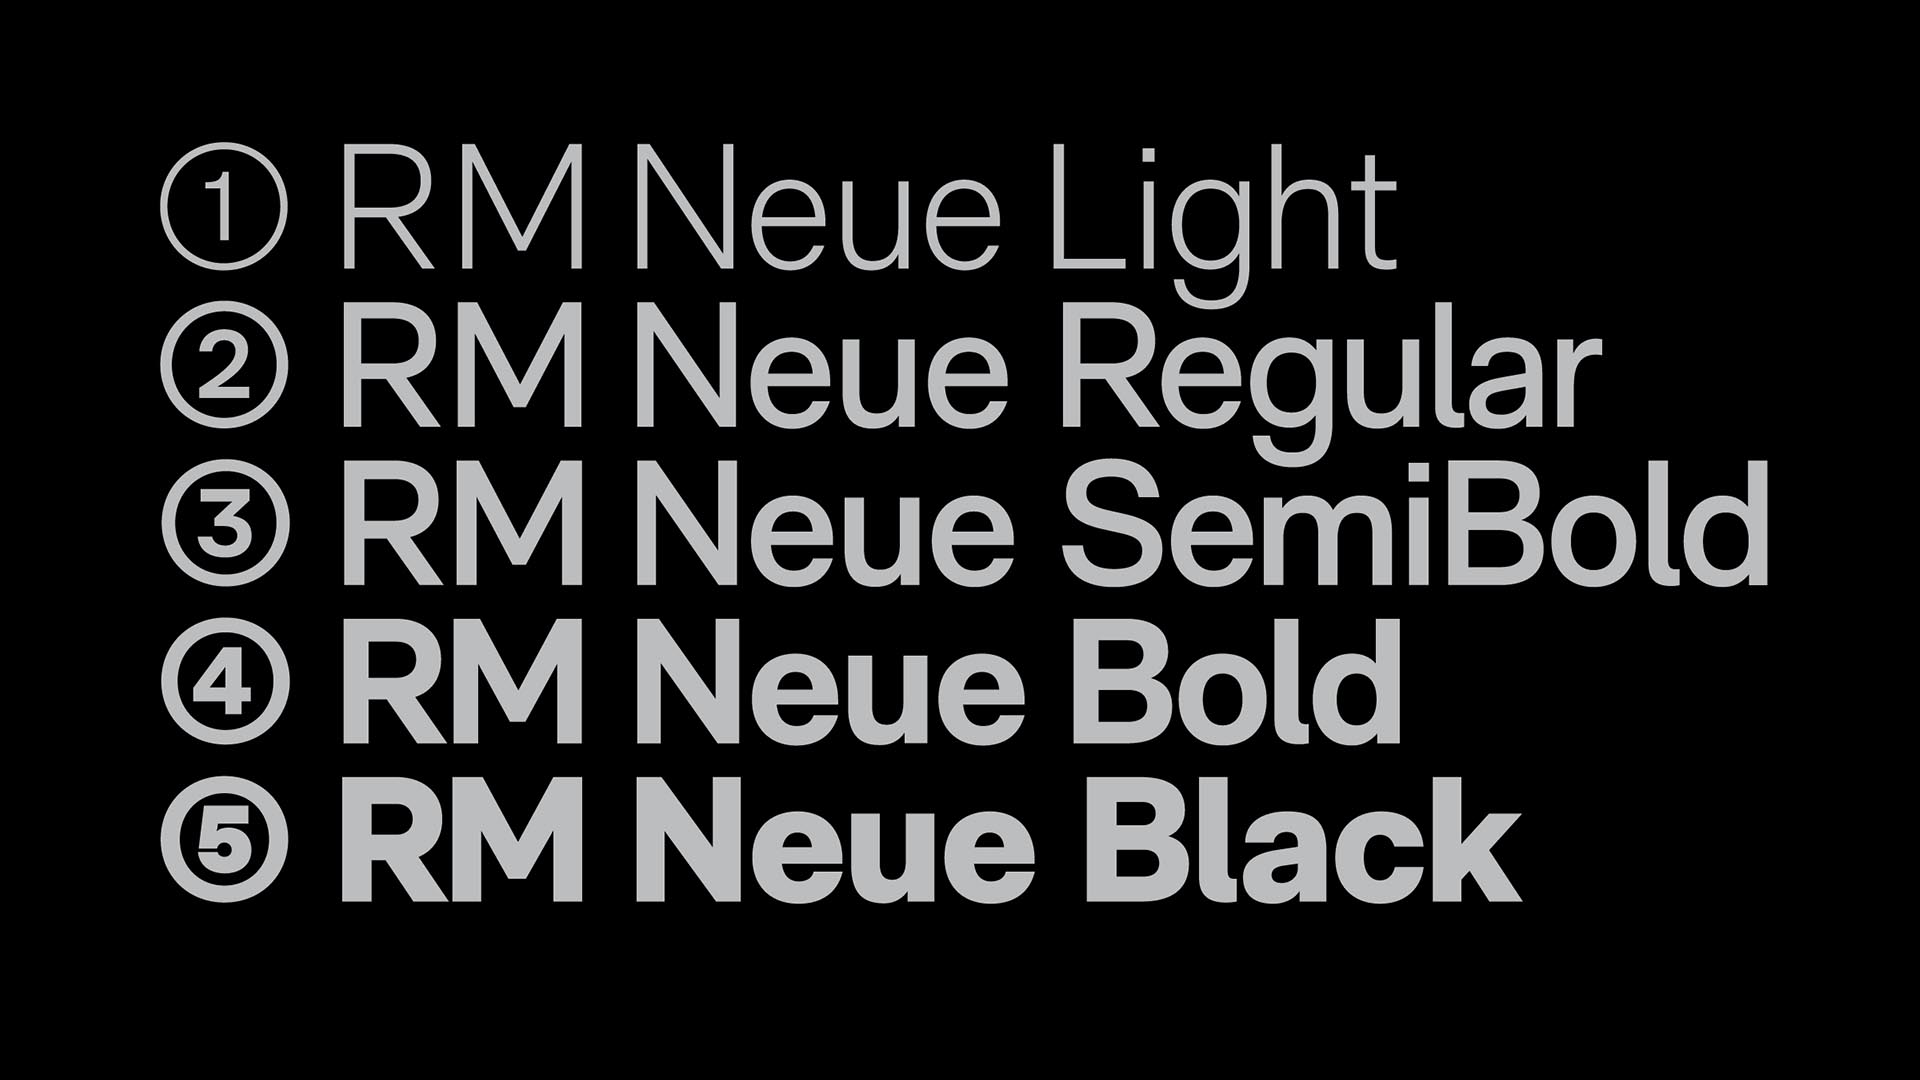 ① RM Neue Light
② RM Neue Regular
③ RM Neue SemiBold
④ RM Neue Bold
⑤ RM Neue Black